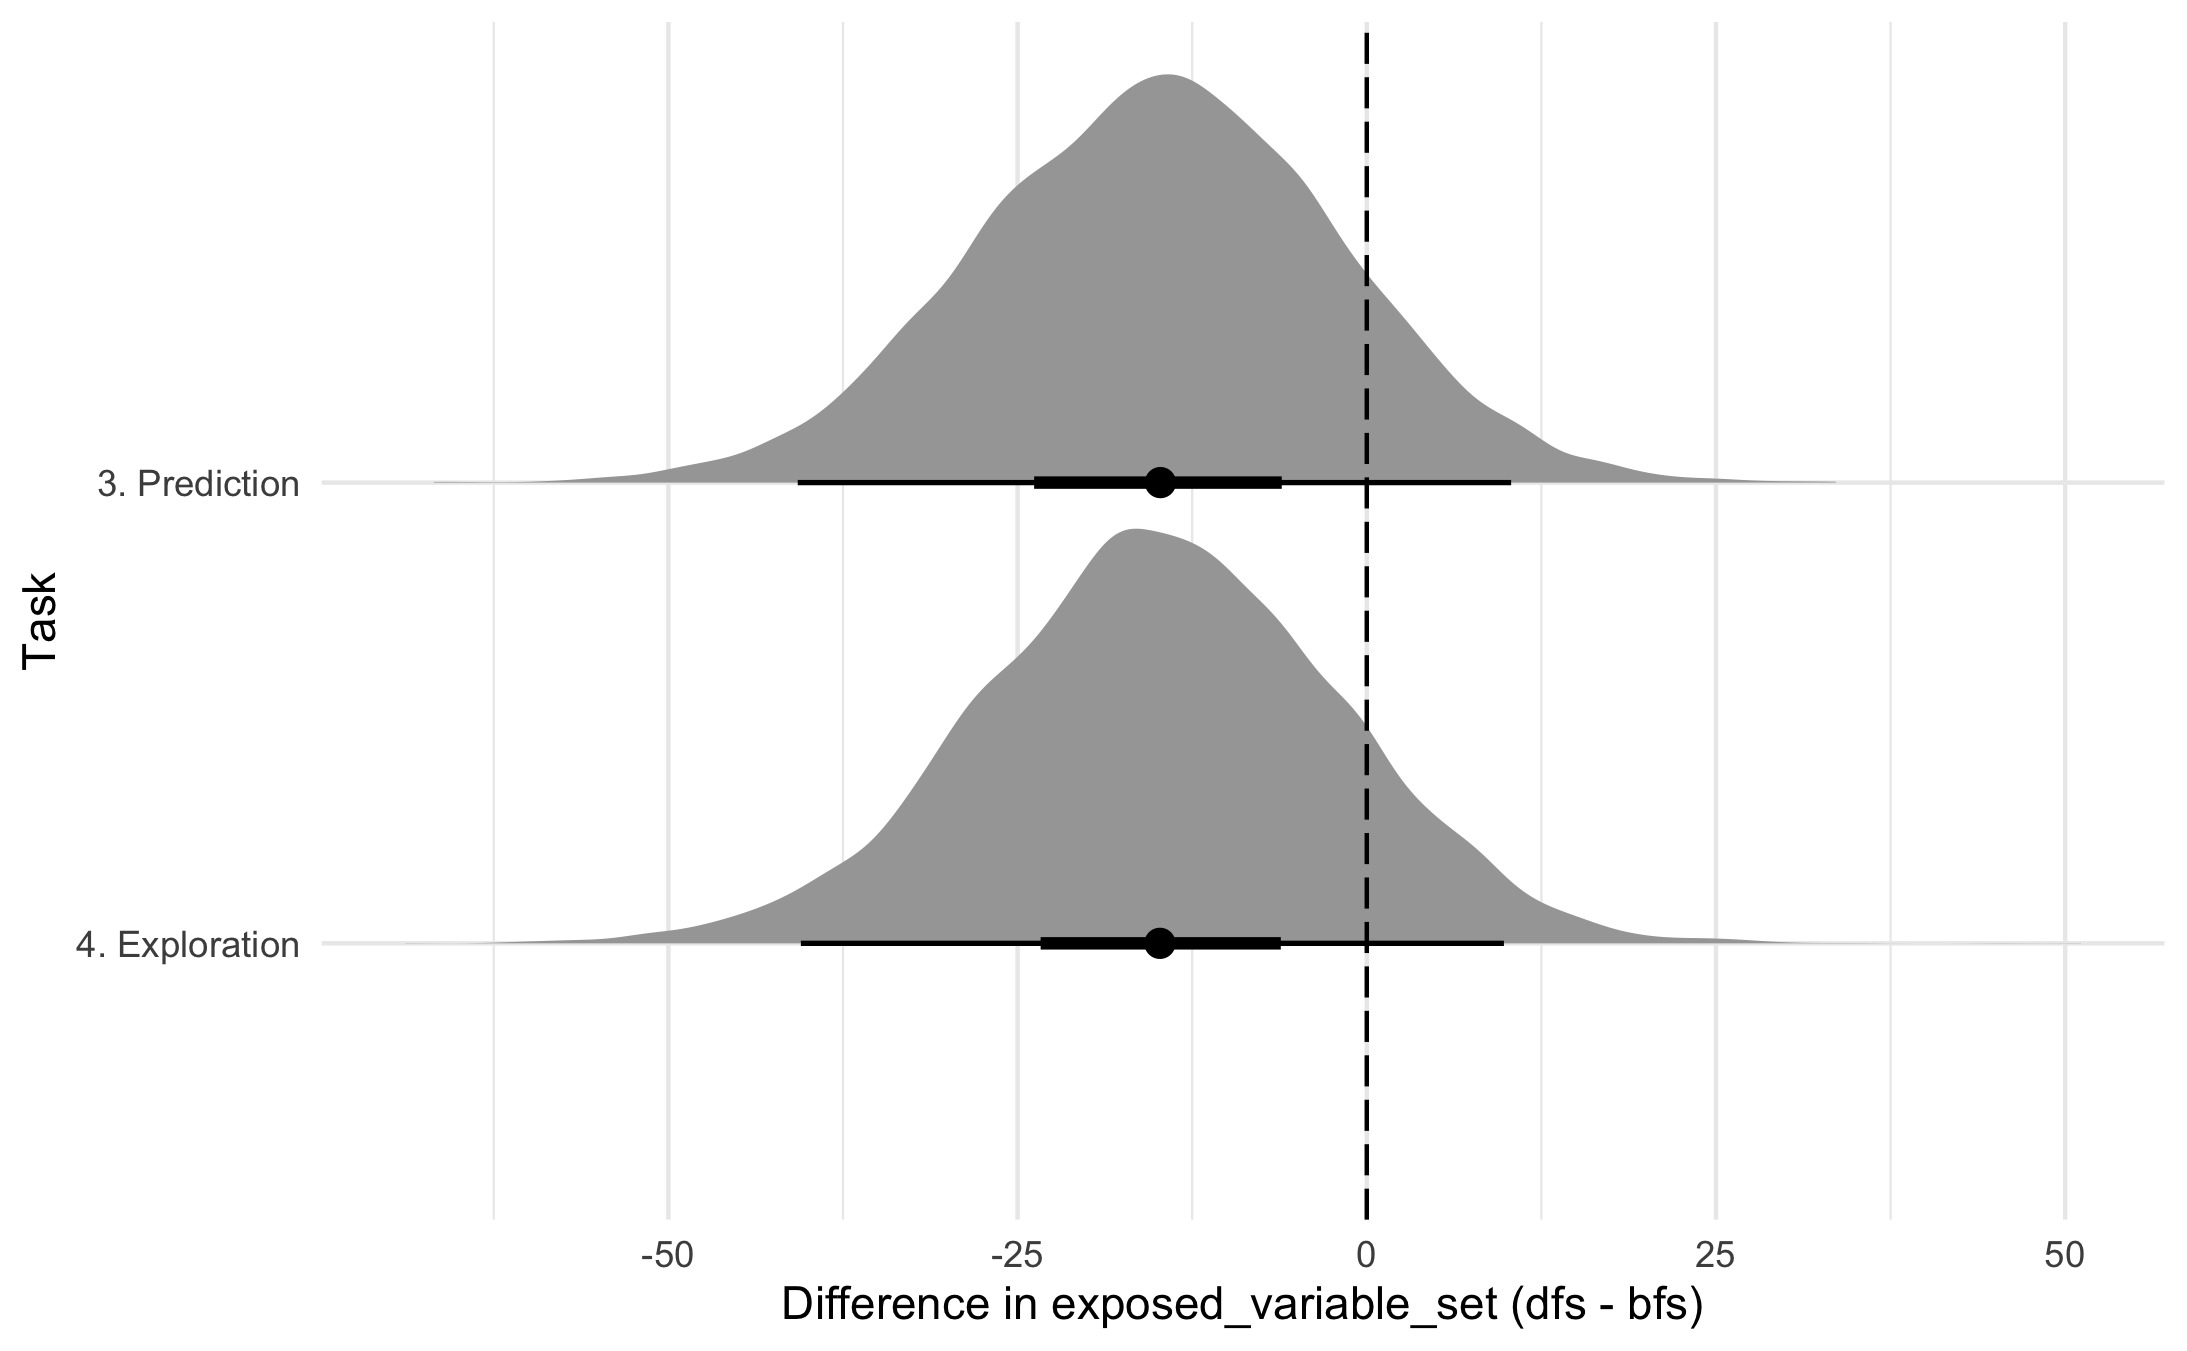 3. Prediction
4. Exploration
Task
-50
-25
0
25
50
Difference in exposed_variable_set (dfs - bfs)